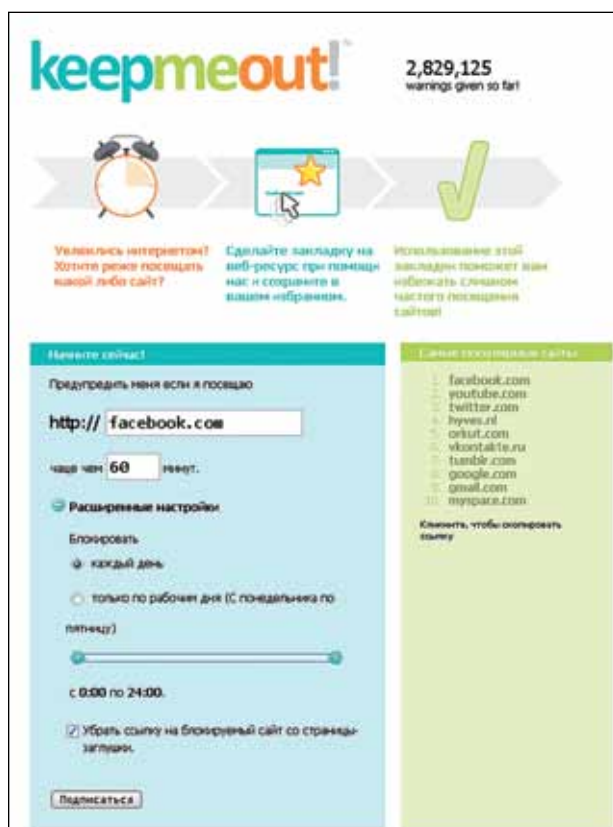 keepmeout!
2,829,125
warnings given so far!
Увлеклись интернетом?
Хотите реже посещать
какой либо сайт?
Сделайте закладку на
веб-ресурс при помощи
нас и сохраните в
вашем избранном.
Использование этой
закладки поможет вам
избежать слишком
частого посещения
сайтов!
Начните сейчас!
Предупредить меня если я посещаю
http:// facebook.com
чаще чем 60 минут.
Расширенные настройки
Блокировать
каждый день
только по рабочим дня (С понедельника по
пятницу)
с 0:00 по 24:00.
Убрать ссылку на блокируемый сайт со страницы-
заглушки.
Подписаться
Самые популярные сайты
1. facebook.com
2. youtube.com
3. twitter.com
4. hyves.nl
5. orkut.com
6. vkontakte.ru
7. tumblr.com
8. google.com
9. gmail.com
10. myspace.com
Кликните, чтобы скопировать
ссылку